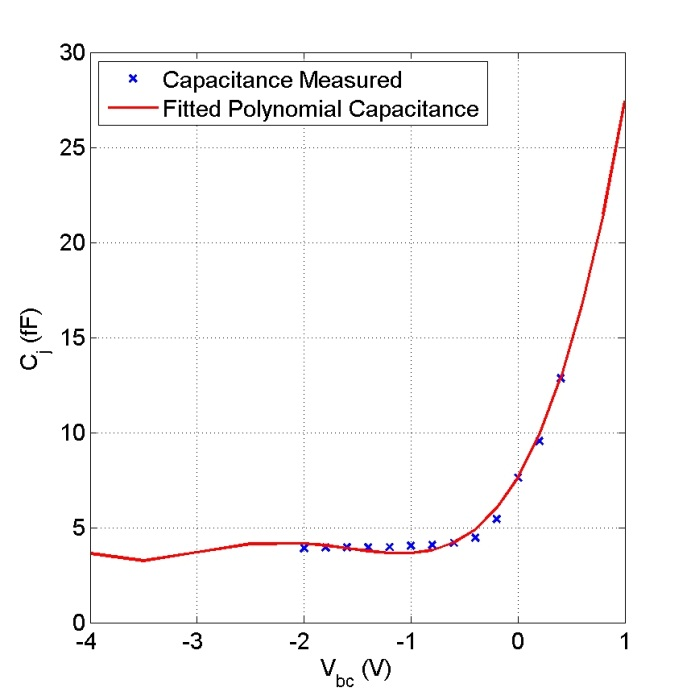 30
25
20
15
10
5
0
C_j (fF)
Capacitance Measured
Fitted Polynomial Capacitance
-4 -3 -2 -1 0 1
V_bc (V)